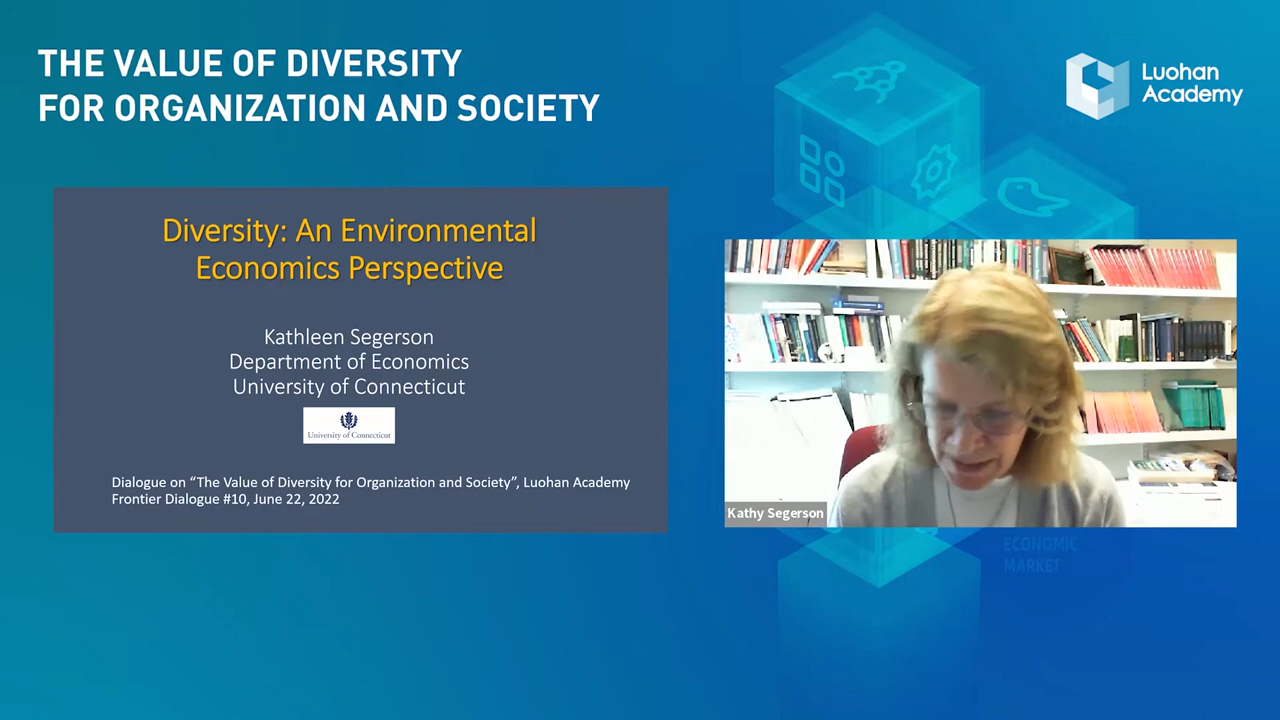 THE VALUE OF DIVERSITY
FOR ORGANIZATION AND SOCIETY
Luohan
Academy
Diversity: An Environmental
Economics Perspective
Kathleen Segerson
Department of Economics
University of Connecticut
University of Connecticut
Dialogue on “The Value of Diversity for Organization and Society”, Luohan Academy
Frontier Dialogue #10, June 22, 2022
Kathy Segerson
ECONOMIC
MARKET